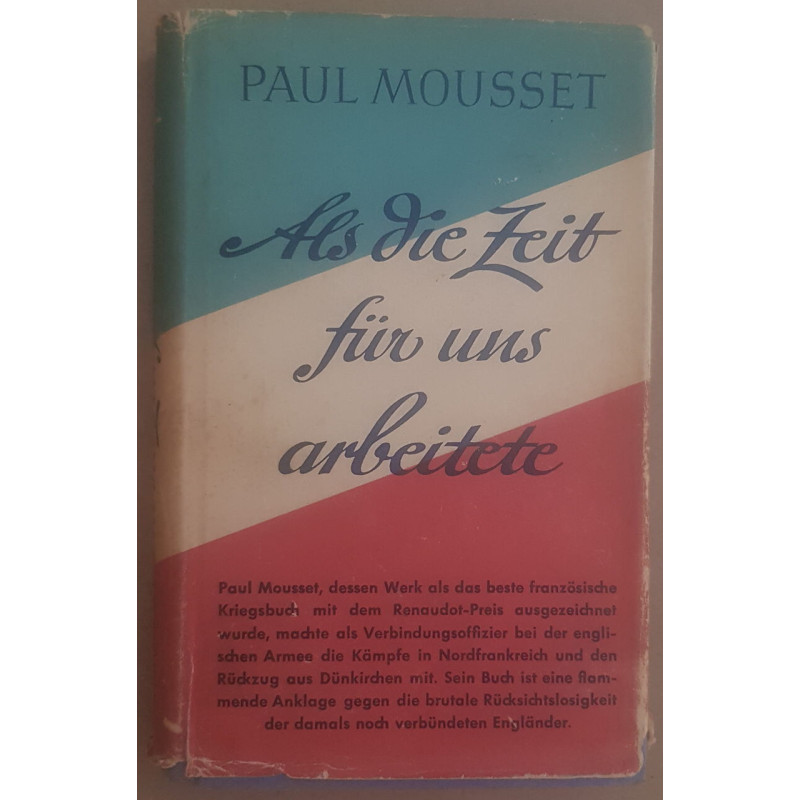 PAUL MOUSSET
Als die Zeit
für uns
arbeitete
Paul Mousset, dessen Werk als das beste französische
Kriegsbuch mit dem Renaudot-Preis ausgezeichnet
wurde, machte als Verbindungsoffizier bei der engli-
schen Armee die Kämpfe in Nordfrankreich und den
Rückzug aus Dünkirchen mit. Sein Buch ist eine flam-
mende Anklage gegen die brutale Rücksichtslosigkeit
der damals noch verbündeten Engländer.